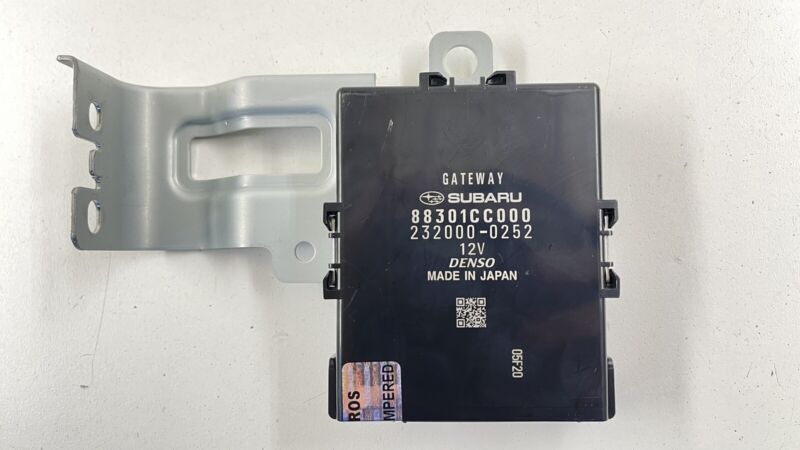 GATEWAY
SUBARU
88301CC000
232000-0252
12V
DENSO
MADE IN JAPAN
05F20
ROS
MPERED